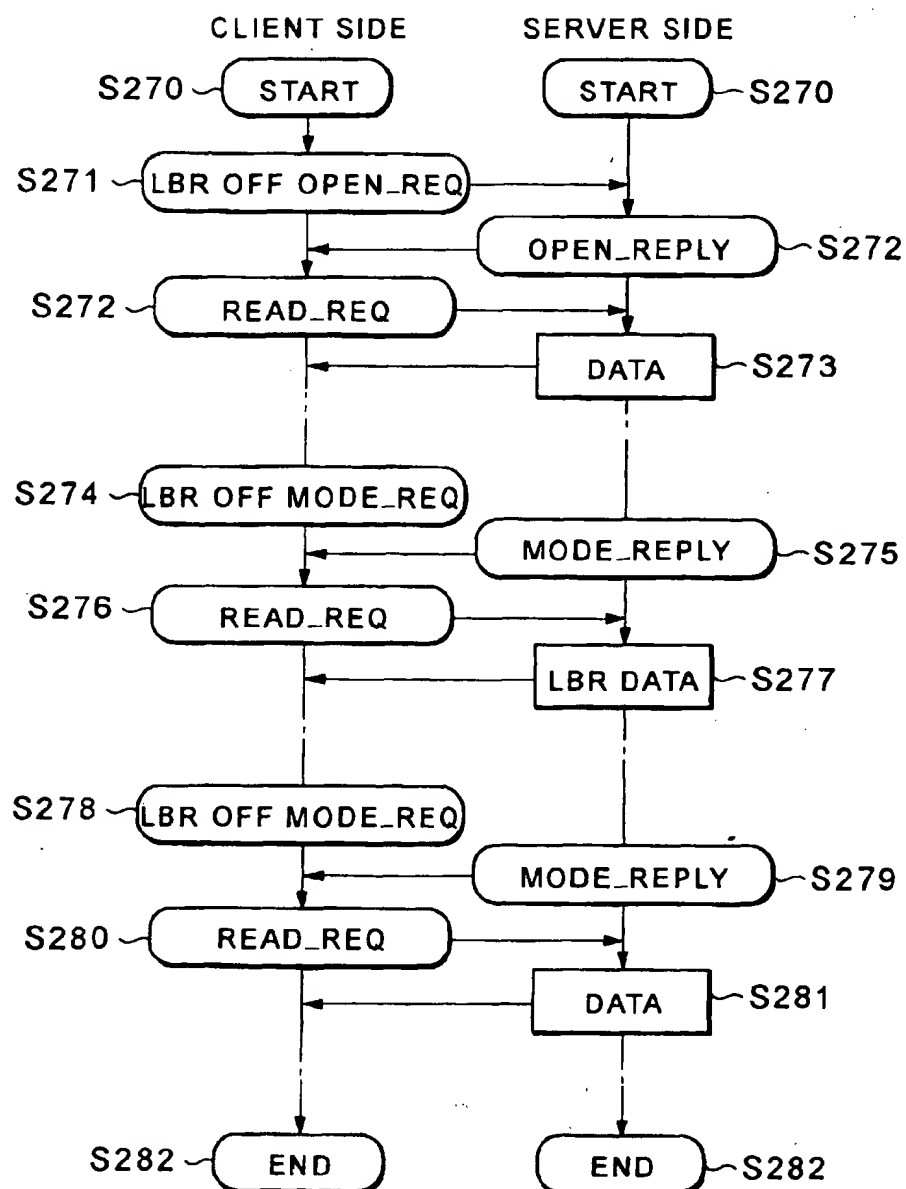 CLIENT SIDE SERVER SIDE
S270 START START S270
S271 LBR OFF OPEN_REQ
OPEN_REPLY S272
S272 READ_REQ
DATA S273
S274 LBR OFF MODE_REQ
MODE_REPLY S275
S276 READ_REQ
LBR DATA S277
S278 LBR OFF MODE_REQ
MODE_REPLY S279
S280 READ_REQ
DATA S281
S282 END END S282